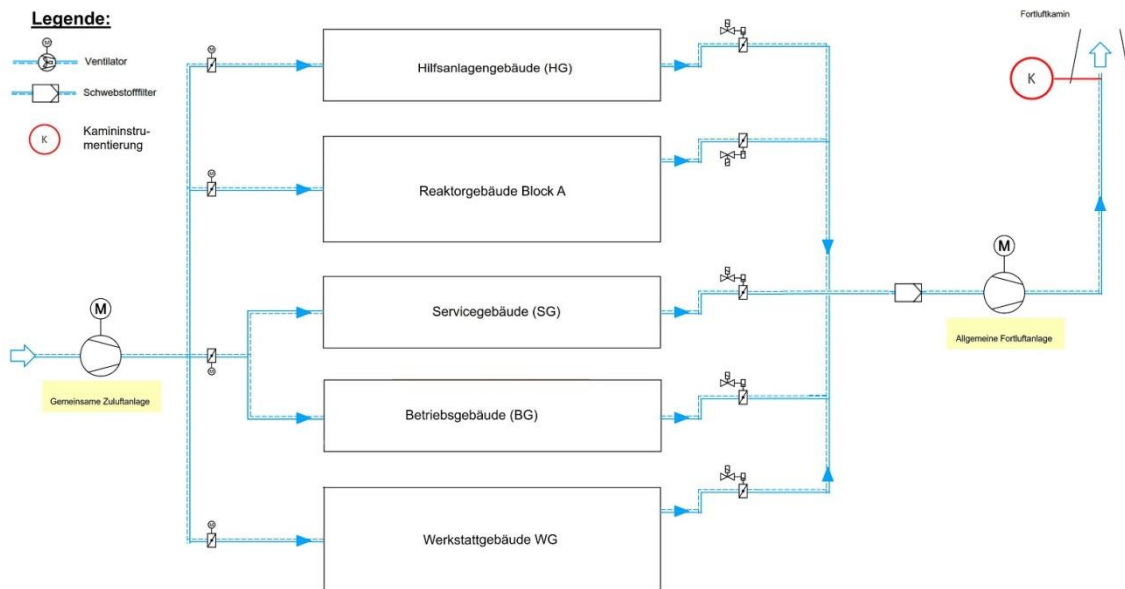 Legende:
M
Ventilator
Schwebstofffilter
K
Kamininstru-
mentierung
Fortluftkamin
K
M
Hilfsanlagengebäude (HG)
M
Reaktorgebäude Block A
M
Servicegebäude (SG)
M
Allgemeine Fortluftanlage
M
Gemeinsame Zuluftanlage
M
Betriebsgebäude (BG)
M
Werkstattgebäude WG